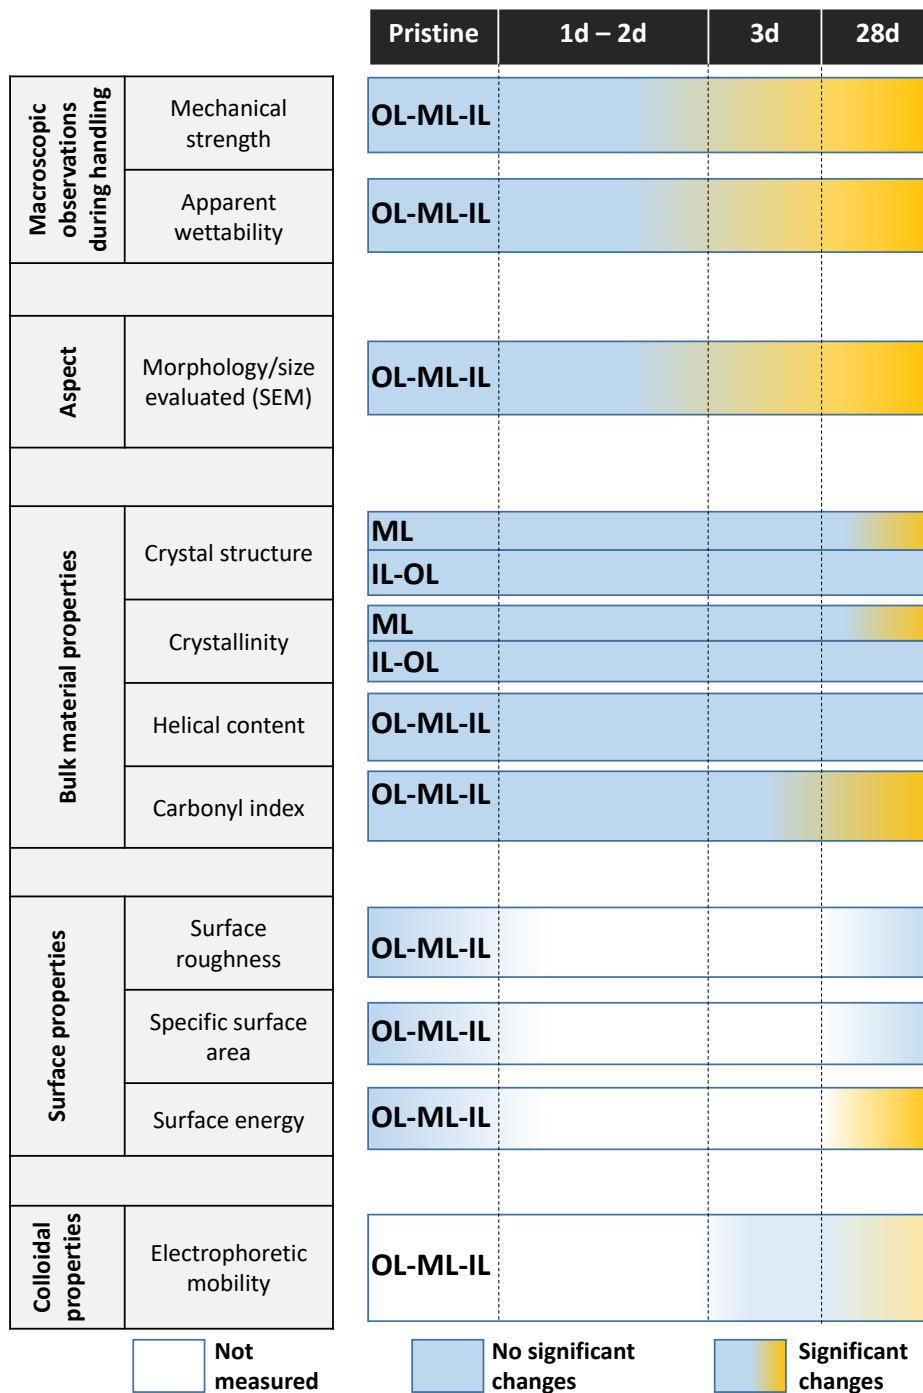 Pristine 1d – 2d 3d 28d
Macroscopic
observations
during handling
Mechanical
strength
OL-ML-IL
Apparent
wettability
OL-ML-IL
Aspect
Morphology/size
evaluated (SEM)
OL-ML-IL
Bulk material properties
Crystal structure
ML
IL-OL
Crystallinity
ML
IL-OL
Helical content
OL-ML-IL
Carbonyl index
OL-ML-IL
Surface properties
Surface
roughness
OL-ML-IL
Specific surface
area
OL-ML-IL
Surface energy
OL-ML-IL
Colloidal
properties
Electrophoretic
mobility
OL-ML-IL
Not
measured
No significant
changes
Significant
changes